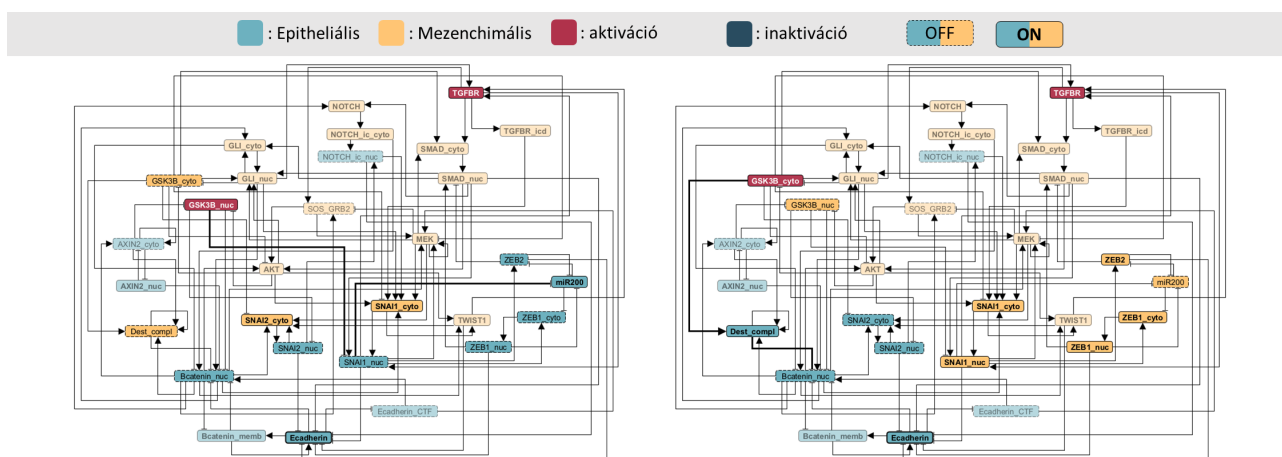 : Epitheliális : Mezenchimális : aktiváció : inaktiváció OFF ON
TGFBR
NOTCH
NOTCH_ic_cyto
TGFBR_icd
GLI_cyto
SMAD_cyto
NOTCH_ic_nuc
GSK3B_cyto
GLI_nuc
SMAD_nuc
GSK3B_nuc
SOS_GRB2
AXIN2_cyto
MEK
ZEB2
AKT
AXIN2_nuc
miR200
SNAI1_cyto
SNAI2_cyto
TWIST1
ZEB1_cyto
Dest_compl
SNAI2_nuc
ZEB1_nuc
SNAI1_nuc
Bcatenin_nuc
Ecadherin_CTF
Bcatenin_memb
Ecadherin
TGFBR
NOTCH
NOTCH_ic_cyto
TGFBR_icd
GLI_cyto
SMAD_cyto
NOTCH_ic_nuc
GSK3B_cyto
GLI_nuc
SMAD_nuc
GSK3B_nuc
SOS_GRB2
AXIN2_cyto
MEK
ZEB2
AKT
AXIN2_nuc
miR200
SNAI1_cyto
SNAI2_cyto
TWIST1
ZEB1_cyto
Dest_compl
SNAI2_nuc
ZEB1_nuc
SNAI1_nuc
Bcatenin_nuc
Ecadherin_CTF
Bcatenin_memb
Ecadherin